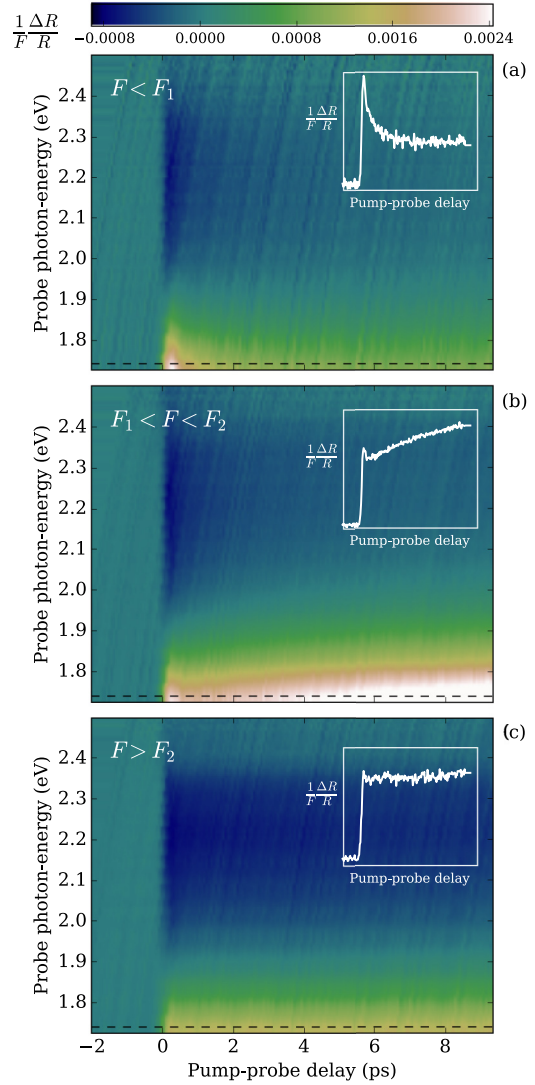 1/F ΔR/R
−0.0008 0.0000 0.0008 0.0016 0.0024
(a)
F < F₁
2.4
2.3
2.2
2.1
2.0
1.9
1.8
Probe photon-energy (eV)
1/F ΔR/R
Pump-probe delay
(b)
F₁ < F < F₂
2.4
2.3
2.2
2.1
2.0
1.9
1.8
Probe photon-energy (eV)
1/F ΔR/R
Pump-probe delay
(c)
F > F₂
2.4
2.3
2.2
2.1
2.0
1.9
1.8
Probe photon-energy (eV)
1/F ΔR/R
Pump-probe delay
−2 0 2 4 6 8
Pump-probe delay (ps)